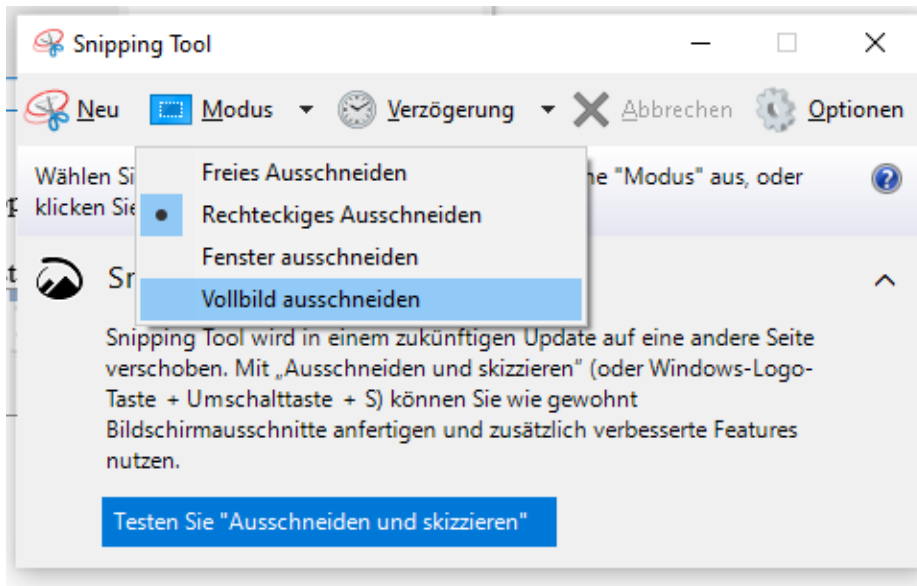 Snipping Tool
Neu Modus Verzögerung Abbrechen Optionen
Wählen Si he "Modus" aus, oder
klicken Sie
Freies Ausschneiden
Rechteckiges Ausschneiden
Fenster ausschneiden
Vollbild ausschneiden
Sn
Snipping Tool wird in einem zukünftigen Update auf eine andere Seite
verschoben. Mit „Ausschneiden und skizzieren“ (oder Windows-Logo-
Taste + Umschalttaste + S) können Sie wie gewohnt
Bildschirmausschnitte anfertigen und zusätzlich verbesserte Features
nutzen.
Testen Sie "Ausschneiden und skizzieren"